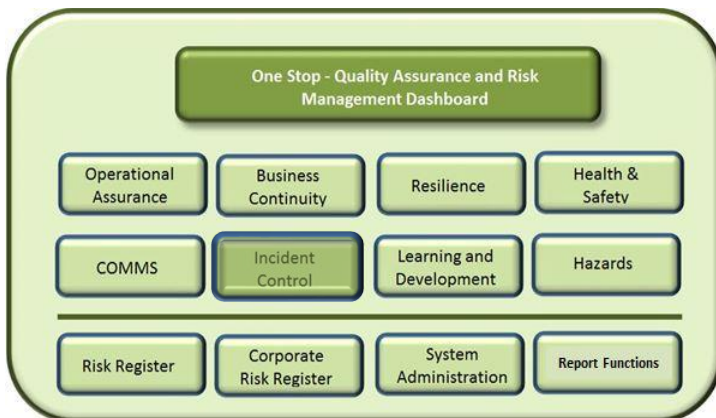 One Stop - Quality Assurance and Risk
Management Dashboard
Operational
Assurance
Business
Continuity
Resilience
Health &
Safety
COMMS
Incident
Control
Learning and
Development
Hazards
Risk Register
Corporate
Risk Register
System
Administration
Report Functions